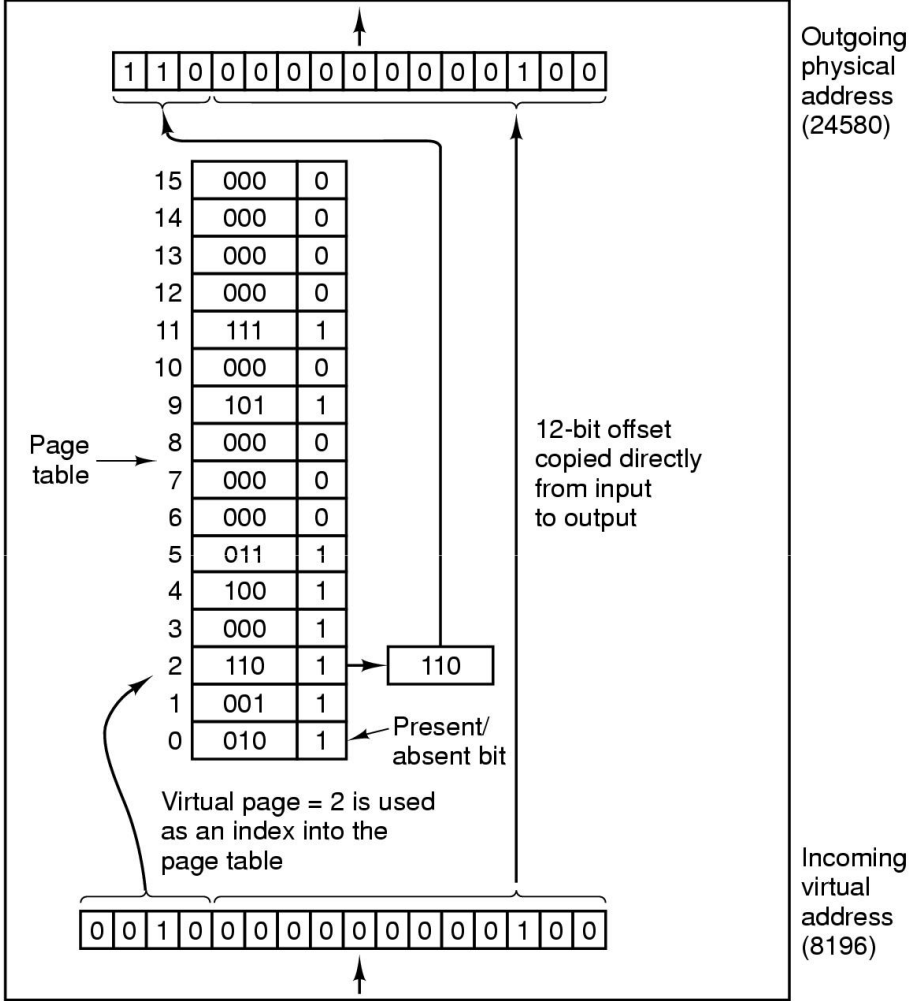 1 1 0 0 0 0 0 0 0 0 0 0 1 0 0
Outgoing
physical
address
(24580)
15 000 0
14 000 0
13 000 0
12 000 0
11 111 1
10 000 0
9 101 1
8 000 0
7 000 0
6 000 0
5 011 1
4 100 1
3 000 1
2 110 1 110
1 001 1
0 010 1
Page
table
12-bit offset
copied directly
from input
to output
Present/
absent bit
Virtual page = 2 is used
as an index into the
page table
0 0 1 0 0 0 0 0 0 0 0 0 0 1 0 0
Incoming
virtual
address
(8196)